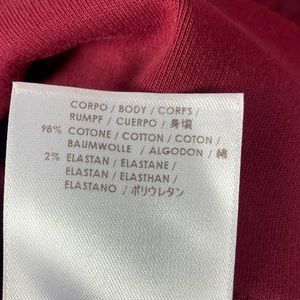 CORPO / BODY / CORPS /
RUMPF / CUERPO / 身頃
98% COTONE / COTTON / COTON /
BAUMWOLLE / ALGODON / 綿
2% ELASTAN / ELASTANE /
ELASTAN / ELASTHAN /
ELASTANO / ポリウレタン